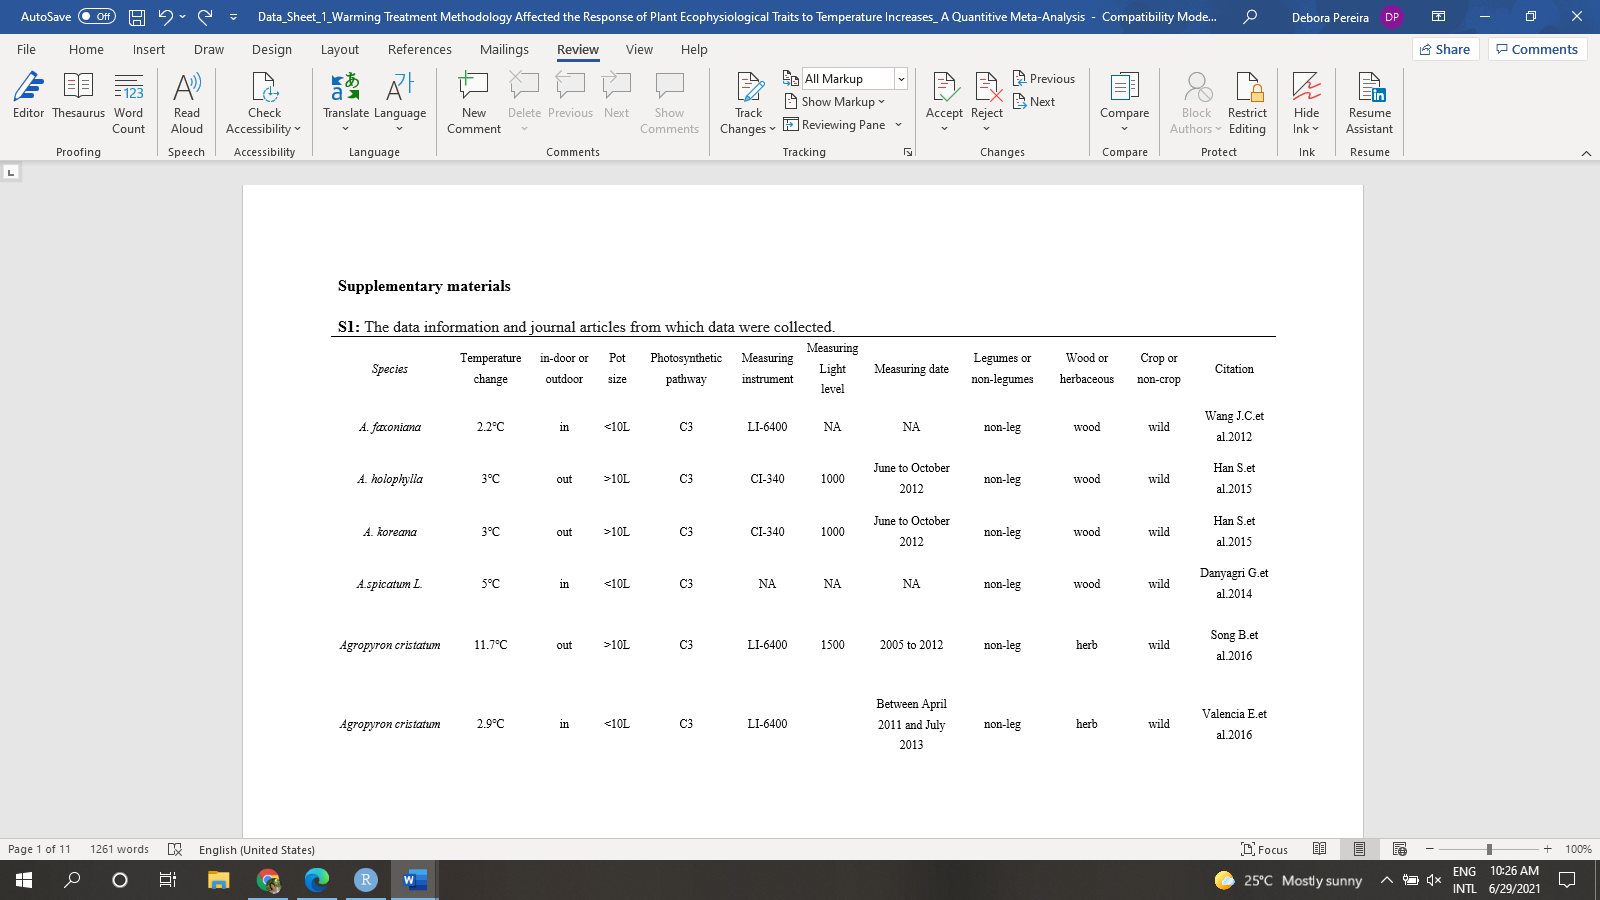 AutoSave Off Data_Sheet_1_Warming Treatment Methodology Affected the Response of Plant Ecophysiological Traits to Temperature Increases_ A Quantitive Meta-Analysis - Compatibility Mode... Debora Pereira DP
File Home Insert Draw Design Layout References Mailings Review View Help Share Comments
Editor Thesaurus Word Count
Proofing
Read Aloud
Speech
Check Accessibility
Accessibility
Translate Language
Language
New Comment Delete Previous Next Show Comments
Comments
Track Changes All Markup
Show Markup
Reviewing Pane
Tracking
Accept Reject Previous
Next
Changes
Compare
Compare
Block Authors Restrict Editing
Protect
Hide Ink
Ink
Resume Assistant
Resume
Supplementary materials
S1: The data information and journal articles from which data were collected.
Species Temperature change in-door or outdoor Pot size Photosynthetic pathway Measuring instrument Measuring Light level Measuring date Legumes or non-legumes Wood or herbaceous Crop or non-crop Citation
A. faxoniana 2.2℃ in <10L C3 LI-6400 NA NA non-leg wood wild Wang J.C.et al.2012
A. holophylla 3℃ out >10L C3 CI-340 1000 June to October 2012 non-leg wood wild Han S.et al.2015
A. koreana 3℃ out >10L C3 CI-340 1000 June to October 2012 non-leg wood wild Han S.et al.2015
A.spicatum L. 5℃ in <10L C3 NA NA NA non-leg wood wild Danyagri G.et al.2014
Agropyron cristatum 11.7℃ out >10L C3 LI-6400 1500 2005 to 2012 non-leg herb wild Song B.et al.2016
Agropyron cristatum 2.9℃ in <10L C3 LI-6400 Between April 2011 and July 2013 non-leg herb wild Valencia E.et al.2016
Page 1 of 11 1261 words English (United States) Focus 100%
25°C Mostly sunny ENG INTL 10:26 AM 6/29/2021